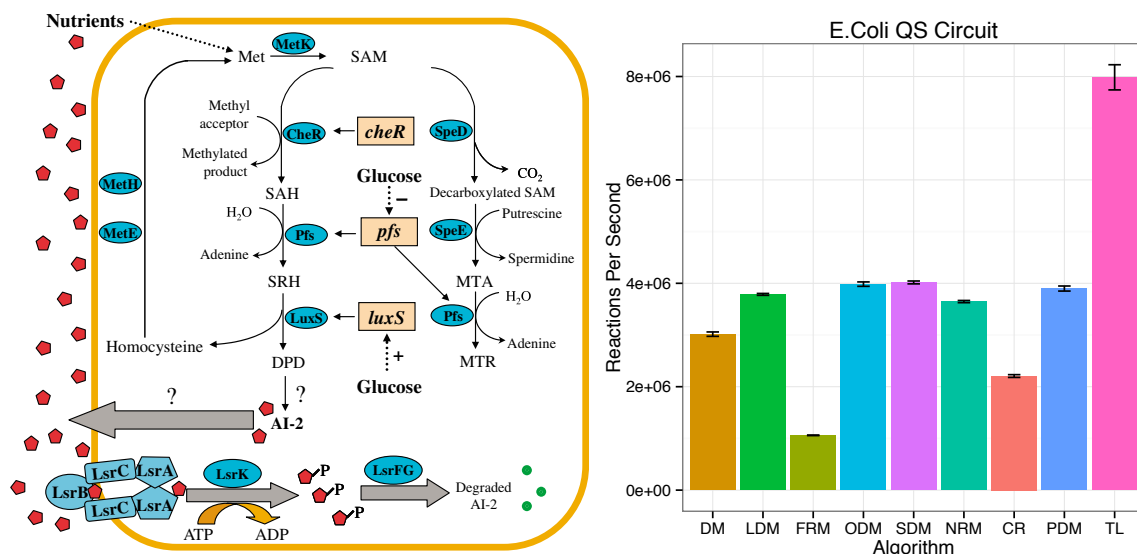 Nutrients
Met
MetK
SAM
Methyl
acceptor
CheR
cheR
SpeD
Methylated
product
CO2
Glucose
MetH
SAH
Decarboxylated SAM
–
H2O
Putrescine
MetE
Pfs
pfs
SpeE
Adenine
Spermidine
SRH
MTA
H2O
LuxS
luxS
Pfs
Homocysteine
Adenine
DPD
+
MTR
? ?
Glucose
AI-2
LsrC
LsrA
LsrK
P
LsrFG
LsrB
P
LsrC
LsrA
P
Degraded
AI-2
ATP
ADP
E.Coli QS Circuit
Reactions Per Second
8e+06
6e+06
4e+06
2e+06
0e+00
DM LDM FRM ODM SDM NRM CR PDM TL
Algorithm